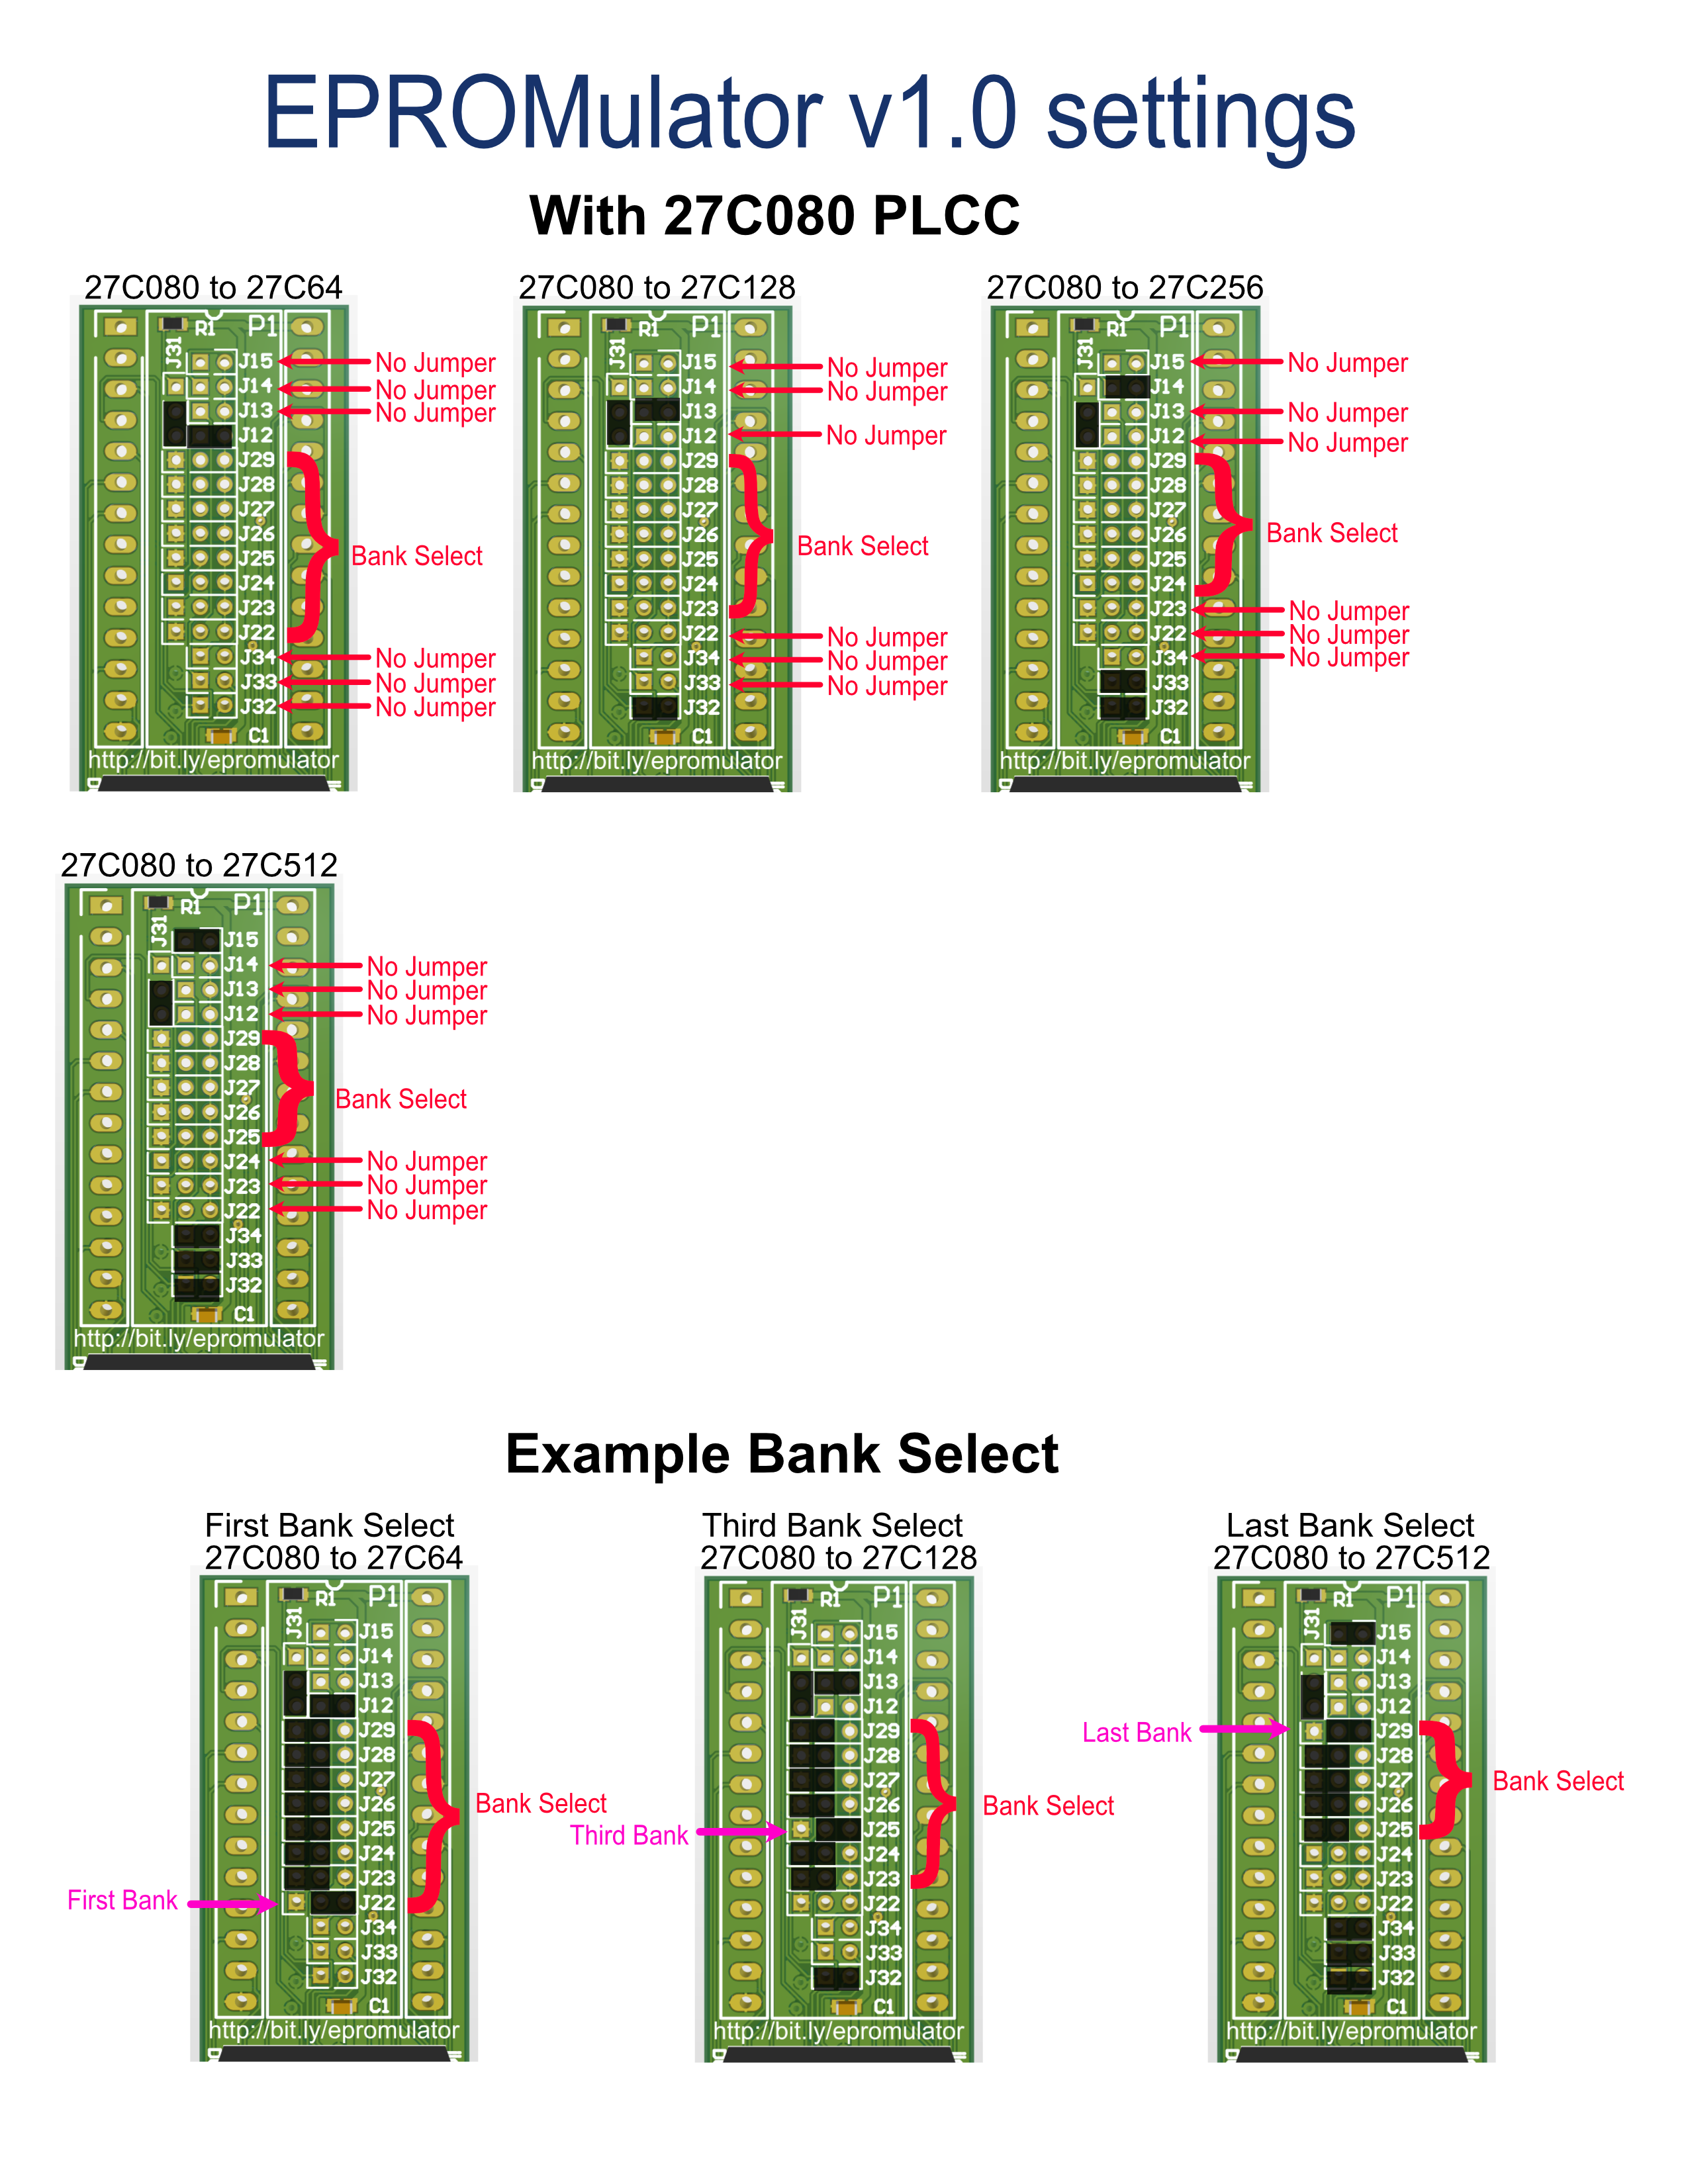 EPROMulator v1.0 settings
With 27C080 PLCC
27C080 to 27C64
J31
R1
P1
J15
No Jumper
J14
No Jumper
J13
No Jumper
J12
J29
J28
J27
J26
J25
Bank Select
J24
J23
J22
J34
No Jumper
J33
No Jumper
J32
No Jumper
C1
http://bit.ly/epromulator
27C080 to 27C128
J31
R1
P1
J15
No Jumper
J14
No Jumper
J13
J12
No Jumper
J29
J28
J27
J26
Bank Select
J25
J24
J23
J22
No Jumper
J34
No Jumper
J33
No Jumper
J32
C1
http://bit.ly/epromulator
27C080 to 27C256
J31
R1
P1
J15
No Jumper
J14
J13
No Jumper
J12
No Jumper
J29
J28
J27
J26
Bank Select
J25
J24
J23
No Jumper
J22
No Jumper
J34
No Jumper
J33
J32
C1
http://bit.ly/epromulator
27C080 to 27C512
J31
R1
P1
J15
J14
No Jumper
J13
No Jumper
J12
No Jumper
J29
J28
J27
Bank Select
J26
J25
J24
No Jumper
J23
No Jumper
J22
No Jumper
J34
J33
J32
C1
http://bit.ly/epromulator
Example Bank Select
First Bank Select
27C080 to 27C64
J31
R1
P1
J15
J14
J13
J12
J29
J28
J27
J26
Bank Select
J25
J24
J23
First Bank
J22
J34
J33
J32
C1
http://bit.ly/epromulator
Third Bank Select
27C080 to 27C128
J31
R1
P1
J15
J14
J13
J12
J29
J28
J27
J26
Bank Select
Third Bank
J25
J24
J23
J22
J34
J33
J32
C1
http://bit.ly/epromulator
Last Bank Select
27C080 to 27C512
J31
R1
P1
J15
J14
J13
J12
Last Bank
J29
J28
J27
Bank Select
J26
J25
J24
J23
J22
J34
J33
J32
C1
http://bit.ly/epromulator